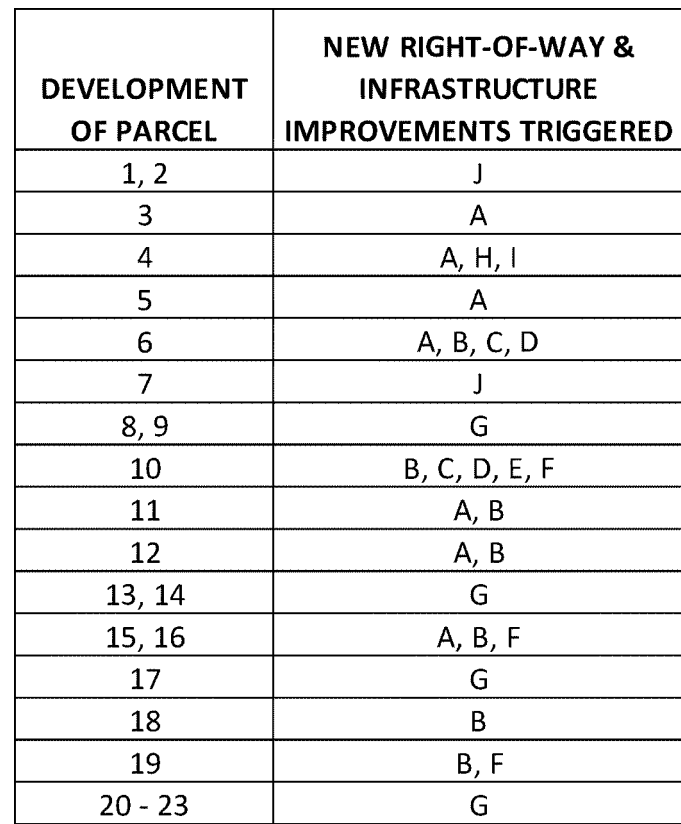 DEVELOPMENT
OF PARCEL
NEW RIGHT-OF-WAY &
INFRASTRUCTURE
IMPROVEMENTS TRIGGERED
1, 2 J
3 A
4 A, H, I
5 A
6 A, B, C, D
7 J
8, 9 G
10 B, C, D, E, F
11 A, B
12 A, B
13, 14 G
15, 16 A, B, F
17 G
18 B
19 B, F
20 - 23 G